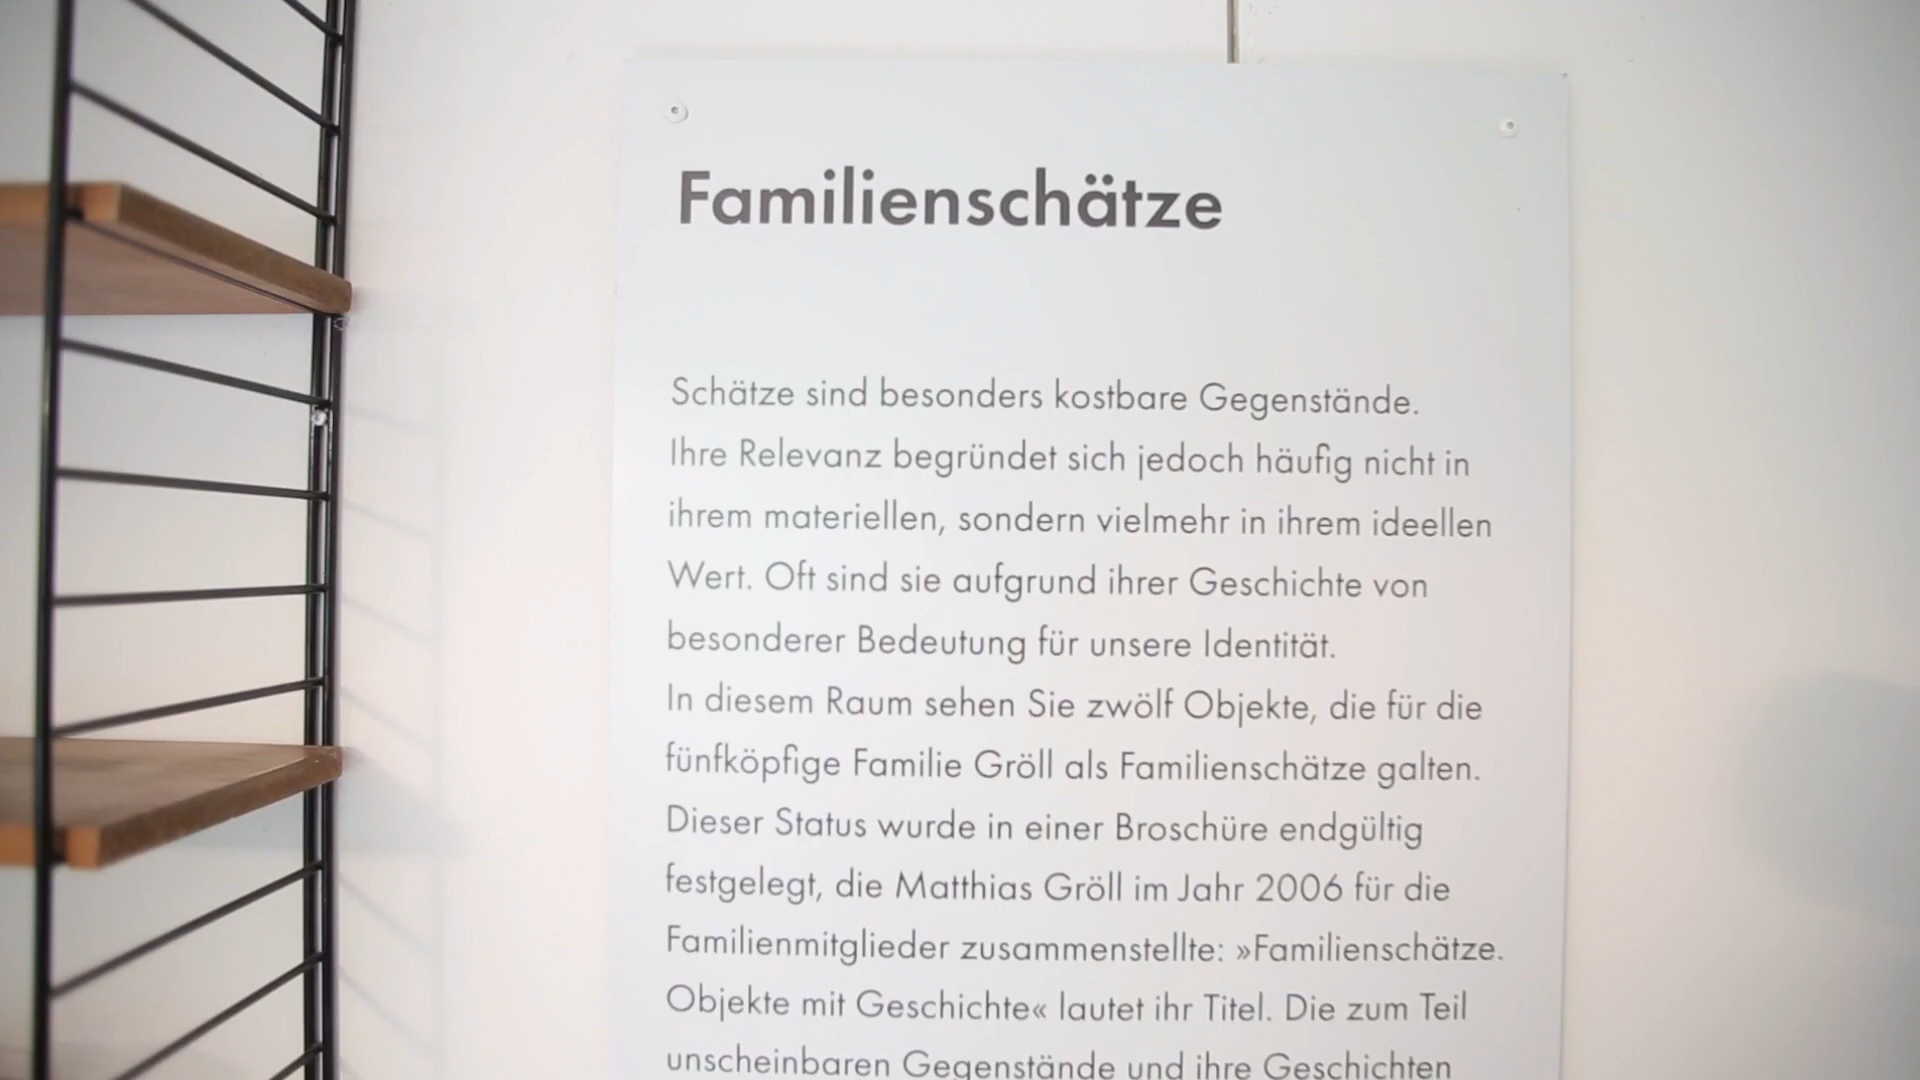 Familienschätze
Schätze sind besonders kostbare Gegenstände.
Ihre Relevanz begründet sich jedoch häufig nicht in
ihrem materiellen, sondern vielmehr in ihrem ideellen
Wert. Oft sind sie aufgrund ihrer Geschichte von
besonderer Bedeutung für unsere Identität.
In diesem Raum sehen Sie zwölf Objekte, die für die
fünfköpfige Familie Gröll als Familienschätze galten.
Dieser Status wurde in einer Broschüre endgültig
festgelegt, die Matthias Gröll im Jahr 2006 für die
Familienmitglieder zusammenstellte: »Familienschätze.
Objekte mit Geschichte« lautet ihr Titel. Die zum Teil
unscheinbaren Gegenstände und ihre Geschichten